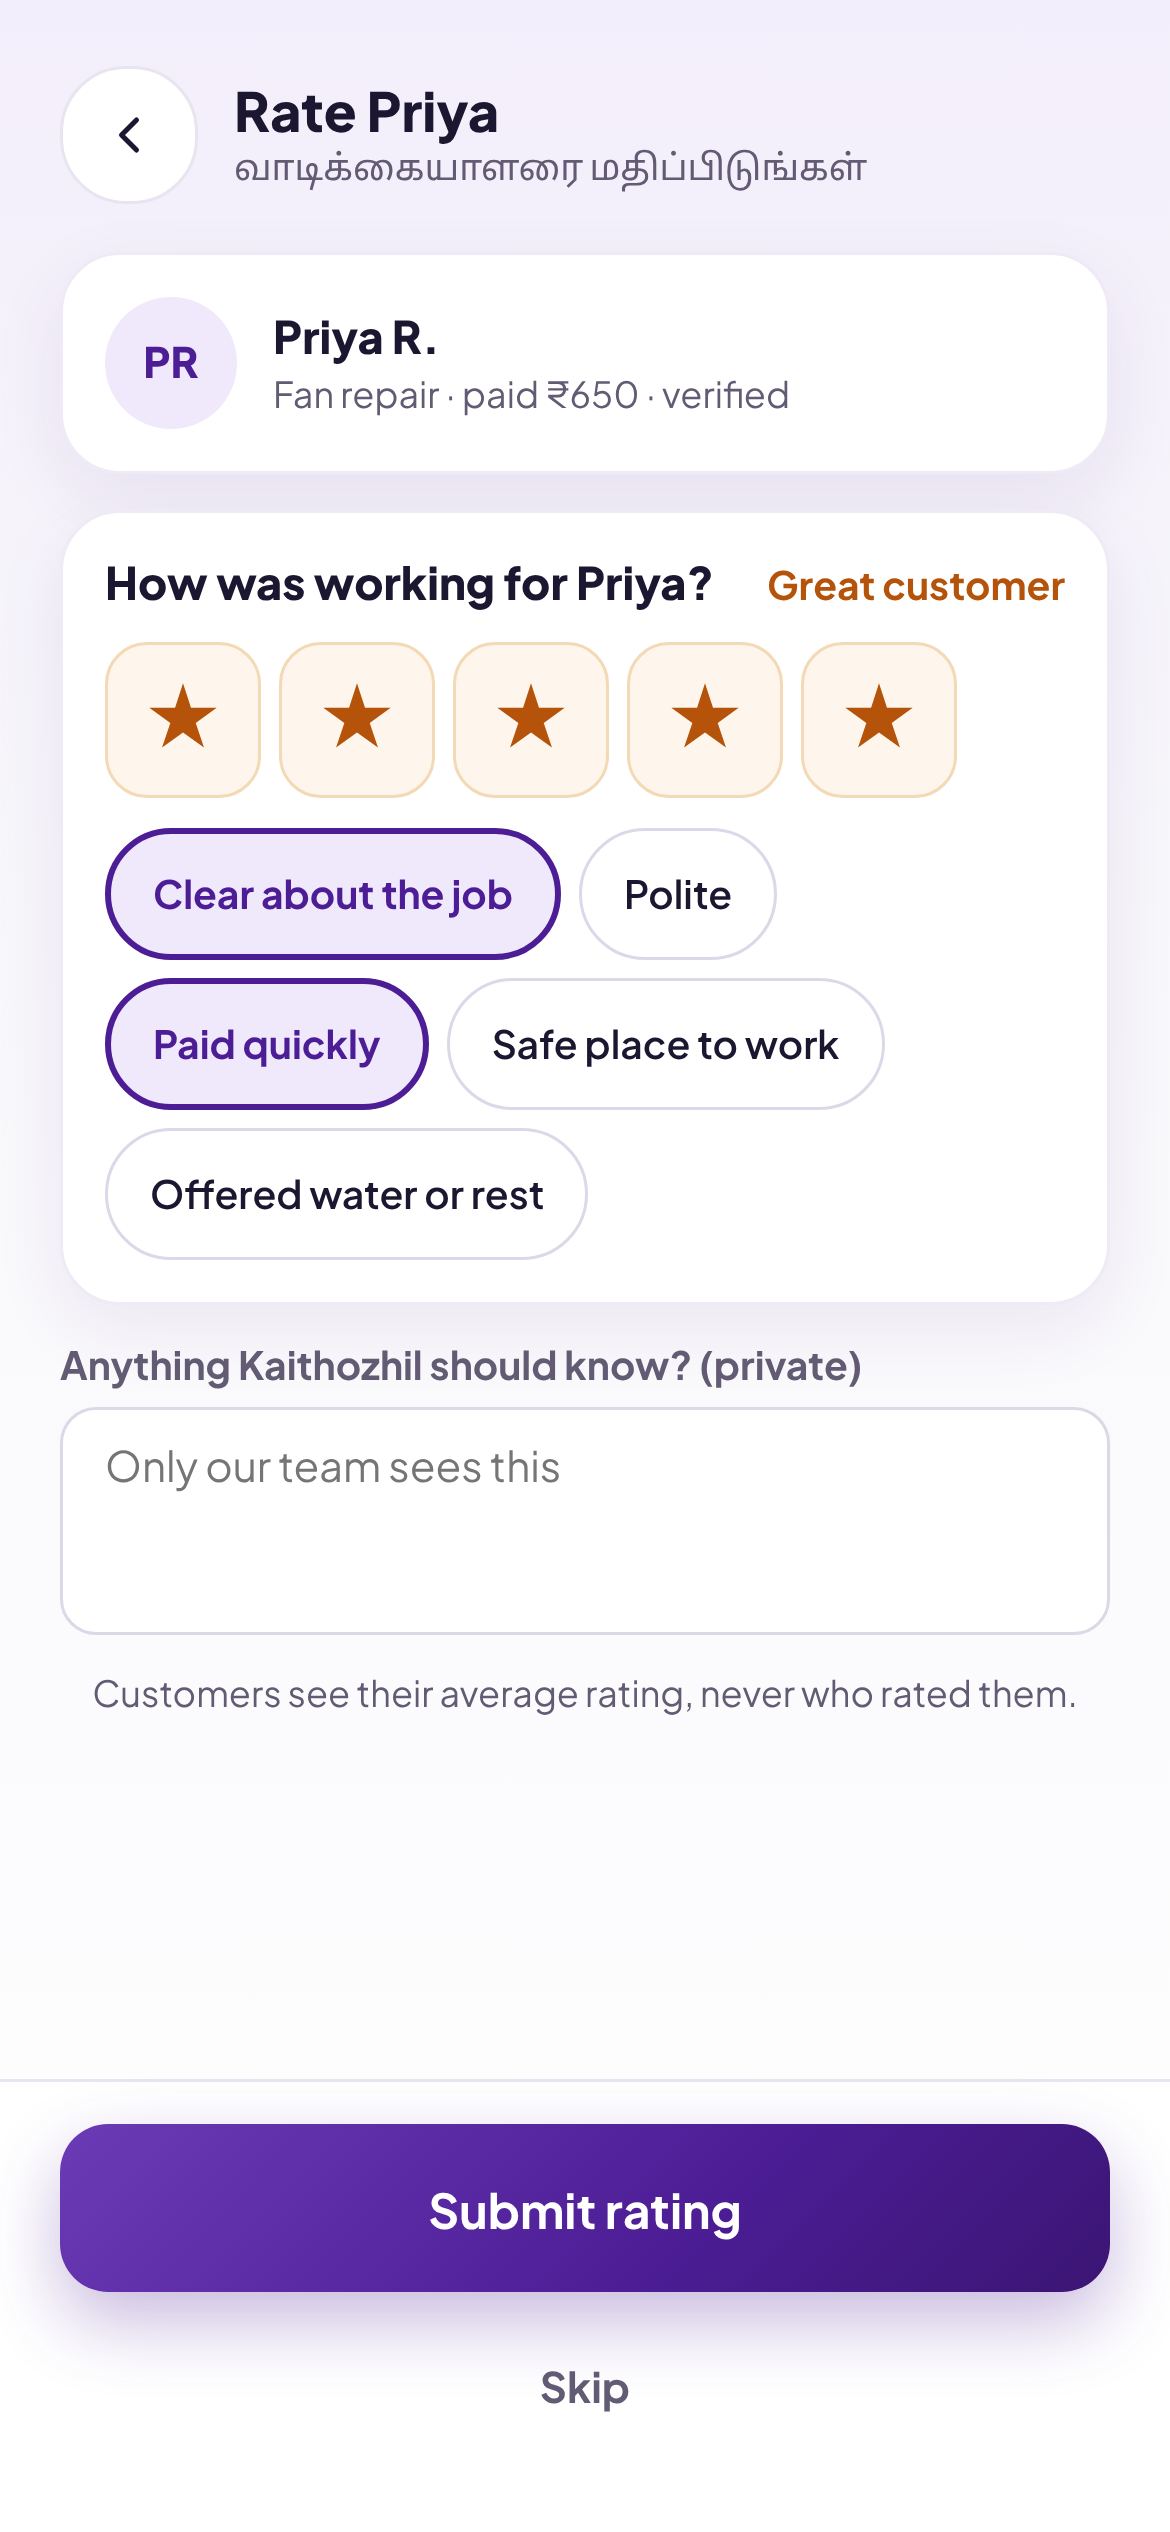 Rate Priya
வாடிக்கையாளரை மதிப்பிடுங்கள்
PR
Priya R.
Fan repair · paid ₹650 · verified
How was working for Priya?
Great customer
Clear about the job
Polite
Paid quickly
Safe place to work
Offered water or rest
Anything Kaithozhil should know? (private)
Only our team sees this
Customers see their average rating, never who rated them.
Submit rating
Skip